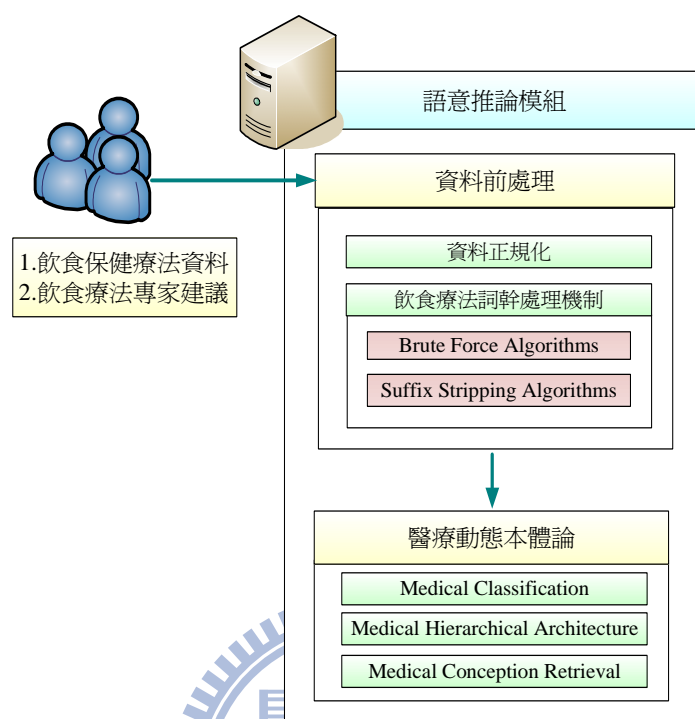 語意推論模組
資料前處理
1.飲食保健療法資料
2.飲食療法專家建議
資料正規化
飲食療法詞幹處理機制
Brute Force Algorithms
Suffix Stripping Algorithms
醫療動態本體論
Medical Classification
Medical Hierarchical Architecture
Medical Conception Retrieval